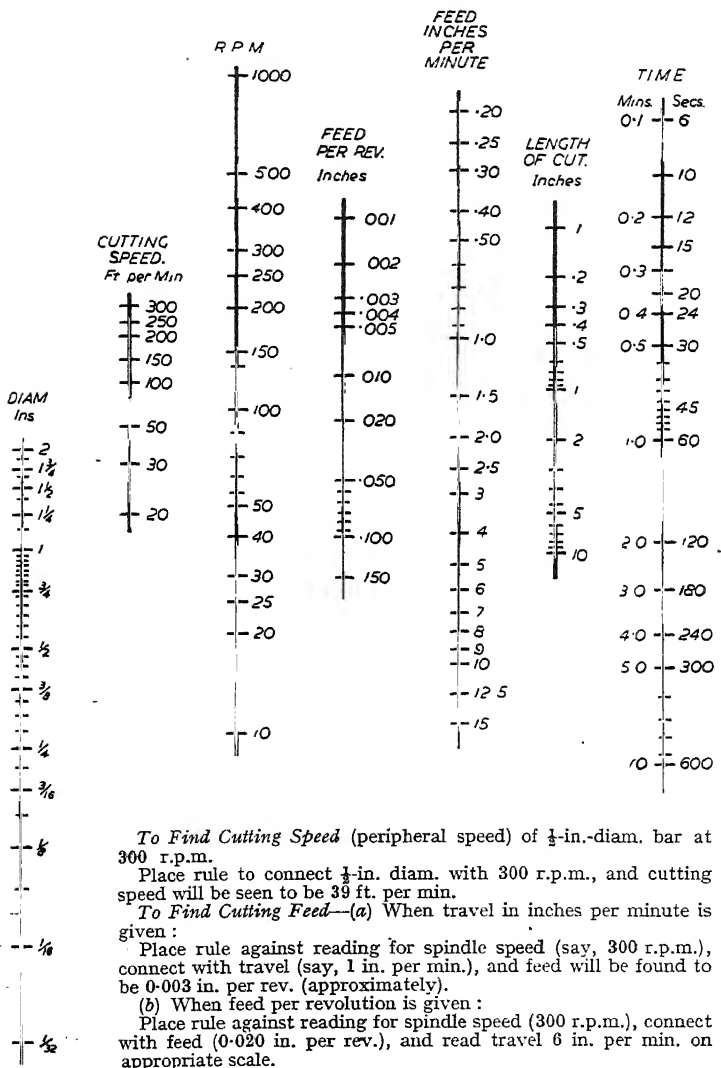 DIAM
Ins
2
1¾
1½
1¼
1
¾
½
⅜
¼
3/16
⅛
1/16
1/32
CUTTING
SPEED.
Ft per Min
300
250
200
150
100
50
30
20
RPM
1000
500
400
300
250
200
150
100
50
40
30
25
20
10
FEED
PER REV.
Inches
001
002
.003
.004
.005
010
020
.050
.100
150
FEED
INCHES
PER
MINUTE
.20
.25
.30
.40
.50
1.0
1.5
2.0
2.5
3
4
5
6
7
8
9
10
12 5
15
LENGTH
OF CUT.
Inches
.1
.2
.3
.4
.5
1
2
5
10
TIME
Mins. Secs.
0·1 6
10
0·2 12
15
0·3
20
0 4 24
0·5 30
45
1·0 60
2 0 120
3 0 180
4·0 240
5 0 300
10 600
To Find Cutting Speed (peripheral speed) of ½-in.-diam. bar at
300 r.p.m.
Place rule to connect ½-in. diam. with 300 r.p.m., and cutting
speed will be seen to be 39 ft. per min.
To Find Cutting Feed—(a) When travel in inches per minute is
given :
Place rule against reading for spindle speed (say, 300 r.p.m.),
connect with travel (say, 1 in. per min.), and feed will be found to
be 0·003 in. per rev. (approximately).
(b) When feed per revolution is given :
Place rule against reading for spindle speed (300 r.p.m.), connect
with feed (0·020 in. per rev.), and read travel 6 in. per min. on
appropriate scale.